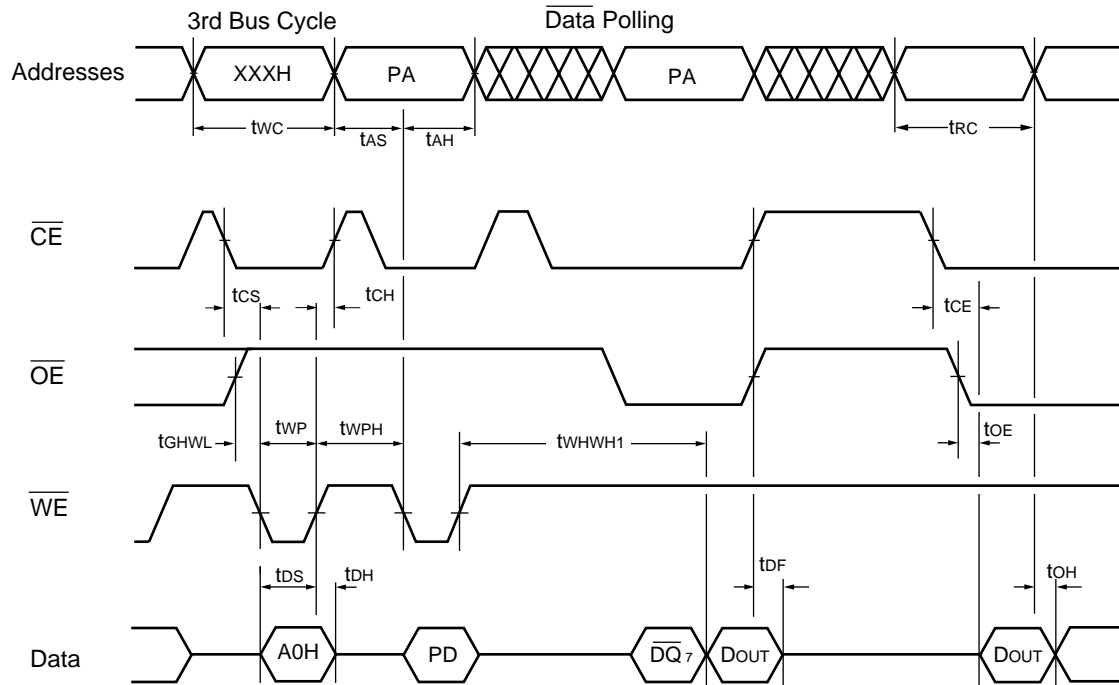 3rd Bus Cycle
Data Polling
Addresses
XXXH
PA
PA
tWC
tAS
tAH
tRC
CE
tCS
tCH
tCE
OE
tGHWL
tWP
tWPH
tWHWH1
tOE
WE
tDS
tDH
tDF
tOH
Data
A0H
PD
DQ7
DOUT
DOUT